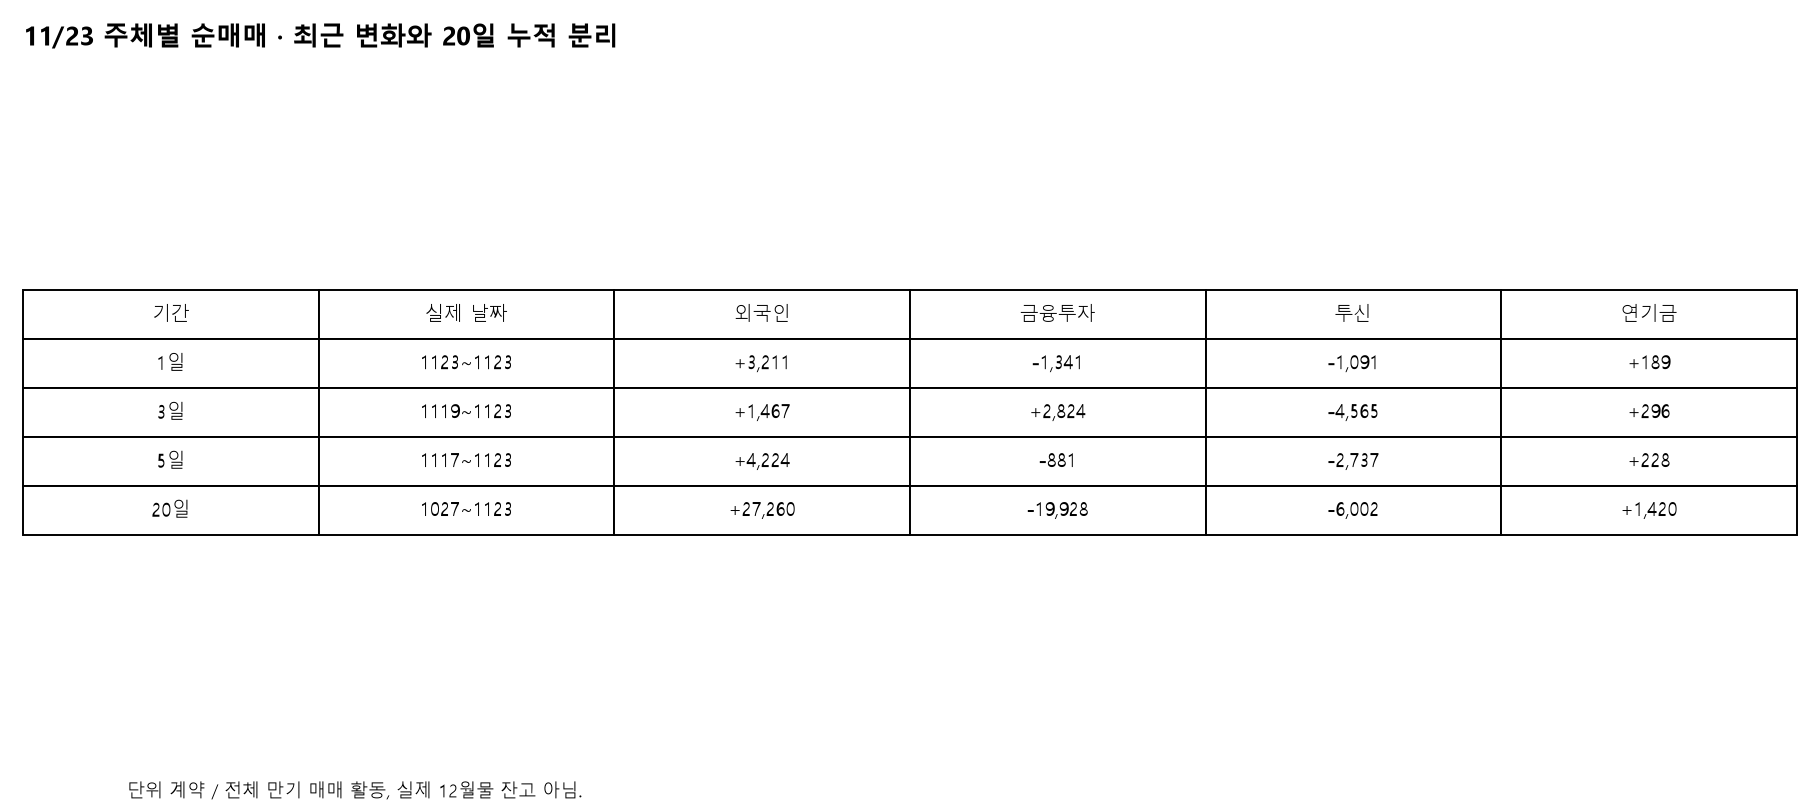 11/23 주체별 순매매 · 최근 변화와 20일 누적 분리
기간 실제 날짜 외국인 금융투자 투신 연기금
1일 1123~1123 +3,211 -1,341 -1,091 +189
3일 1119~1123 +1,467 +2,824 -4,565 +296
5일 1117~1123 +4,224 -881 -2,737 +228
20일 1027~1123 +27,260 -19,928 -6,002 +1,420
단위 계약 / 전체 만기 매매 활동, 실제 12월물 잔고 아님.